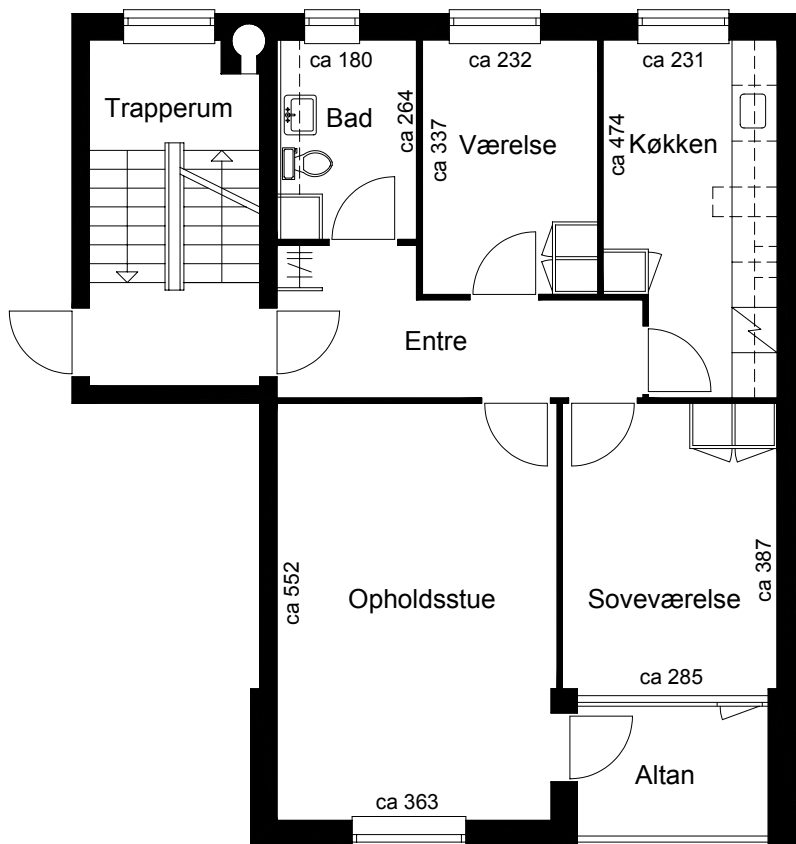 ca 180
ca 232
ca 231
Trapperum
Bad
ca 264
ca 337
Værelse
ca 474
Køkken
Entre
ca 552
Opholdsstue
Soveværelse
ca 387
ca 285
Altan
ca 363